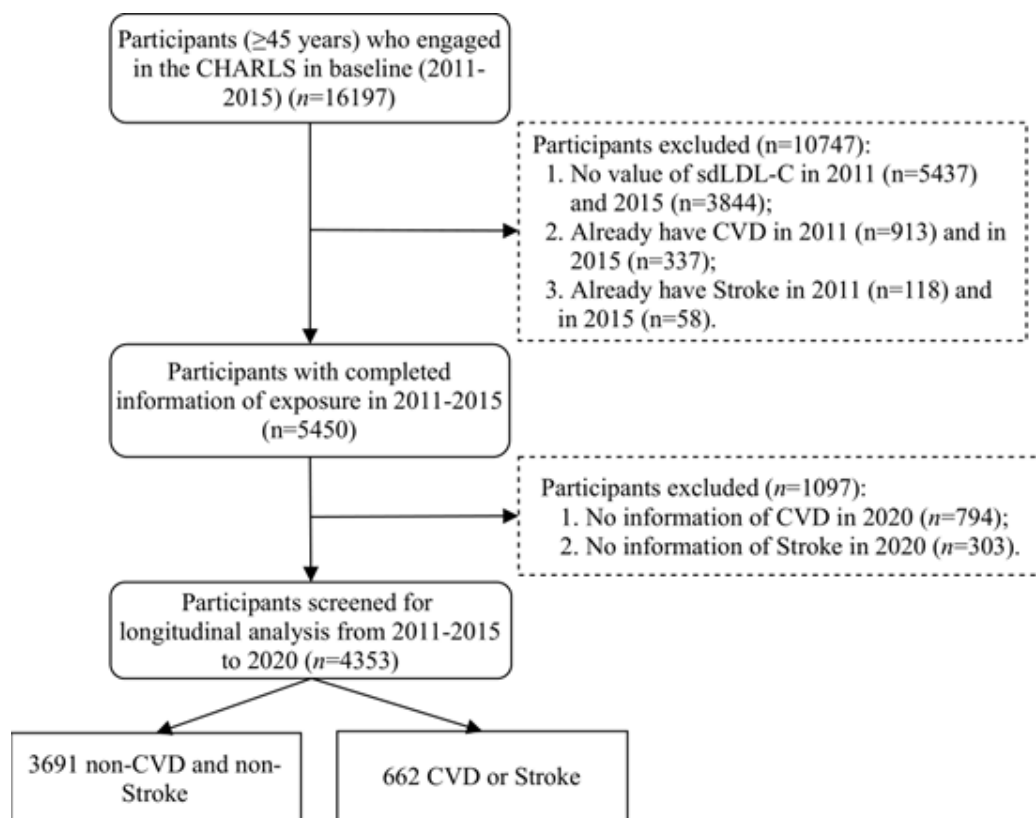 Participants (≥45 years) who engaged
in the CHARLS in baseline (2011-
2015) (n=16197)
Participants excluded (n=10747):
1. No value of sdLDL-C in 2011 (n=5437)
and 2015 (n=3844);
2. Already have CVD in 2011 (n=913) and in
2015 (n=337);
3. Already have Stroke in 2011 (n=118) and
in 2015 (n=58).
Participants with completed
information of exposure in 2011-2015
(n=5450)
Participants excluded (n=1097):
1. No information of CVD in 2020 (n=794);
2. No information of Stroke in 2020 (n=303).
Participants screened for
longitudinal analysis from 2011-2015
to 2020 (n=4353)
3691 non-CVD and non-
Stroke
662 CVD or Stroke